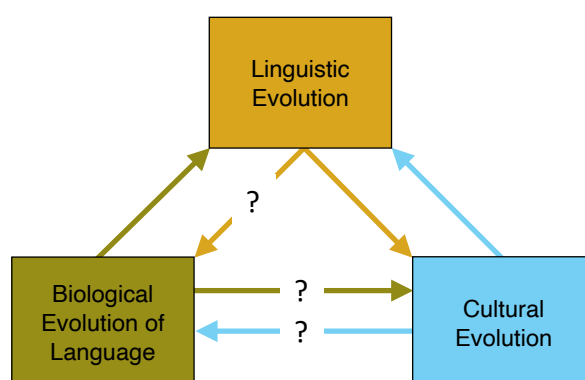 Linguistic
Evolution
?
Biological
Evolution of
Language
?
?
Cultural
Evolution